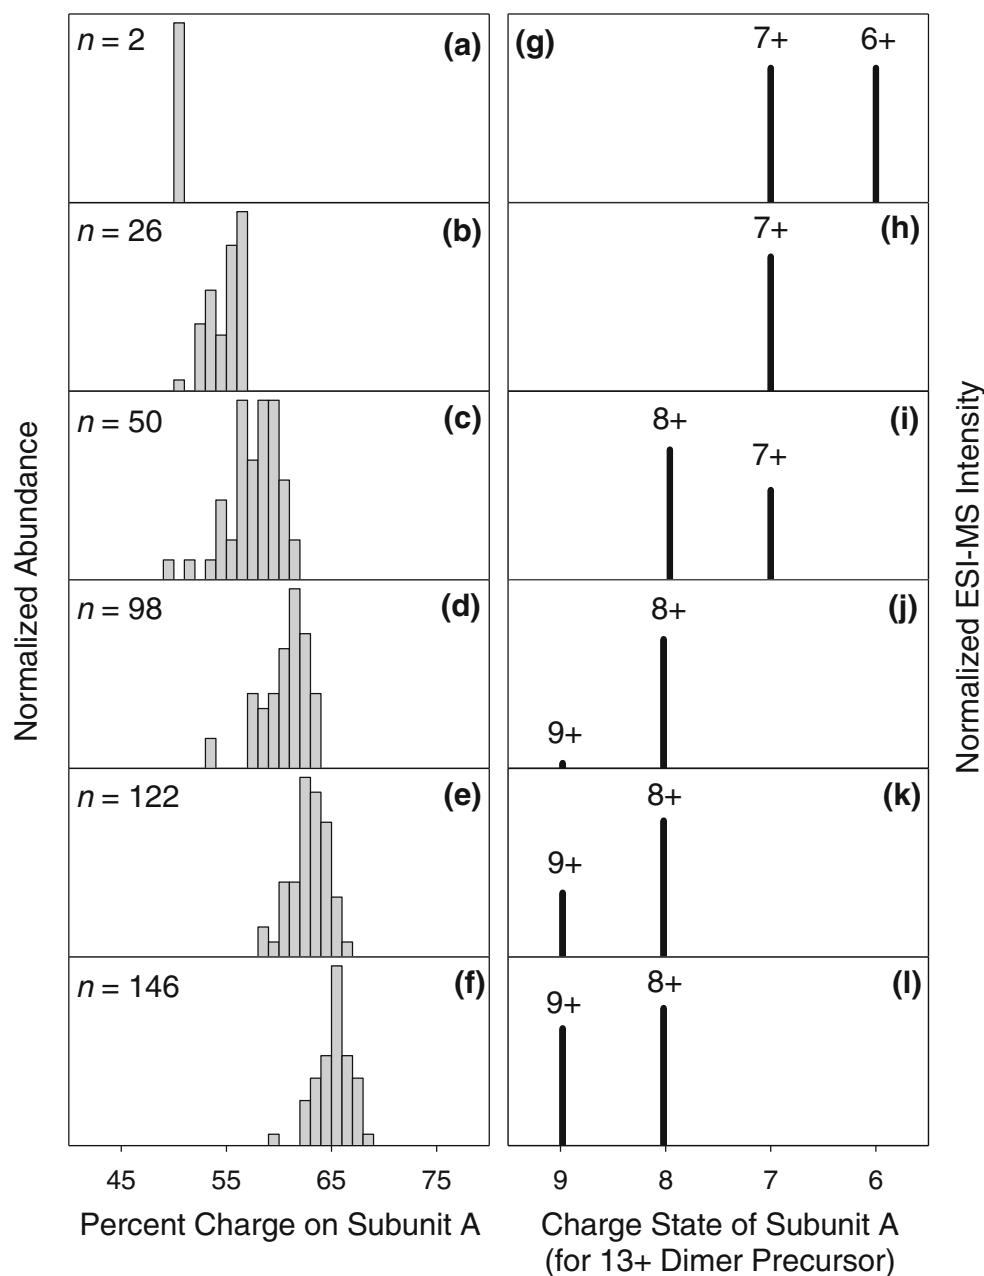 n = 2
(a)
n = 26
(b)
n = 50
(c)
n = 98
(d)
n = 122
(e)
n = 146
(f)
Normalized Abundance
45 55 65 75
Percent Charge on Subunit A
(g)
7+ 6+
7+
(h)
8+ 7+
(i)
8+
9+
(j)
8+
9+
(k)
8+
9+
(l)
Normalized ESI-MS Intensity
9 8 7 6
Charge State of Subunit A
(for 13+ Dimer Precursor)